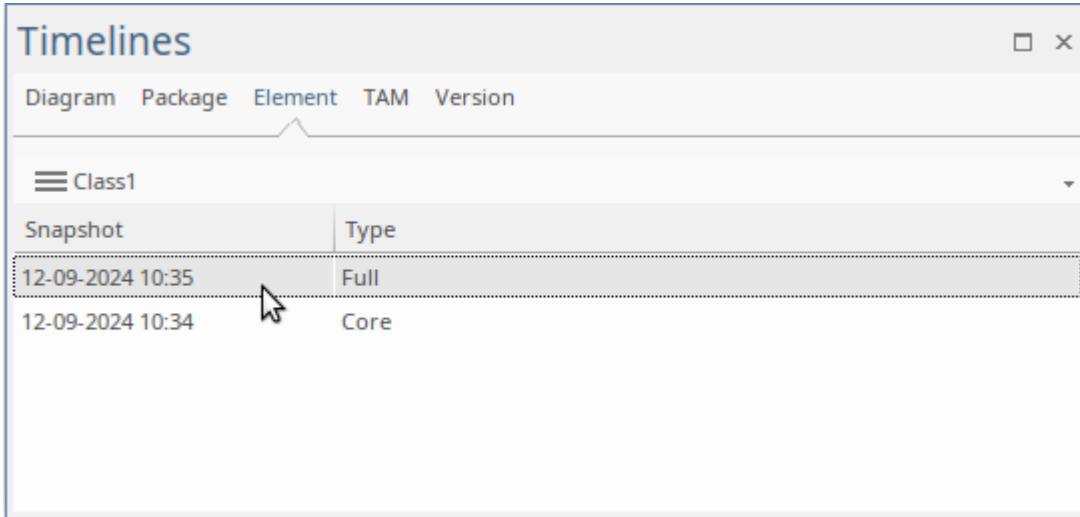 Timelines
Diagram Package Element TAM Version
Class1
Snapshot Type
12-09-2024 10:35 Full
12-09-2024 10:34 Core